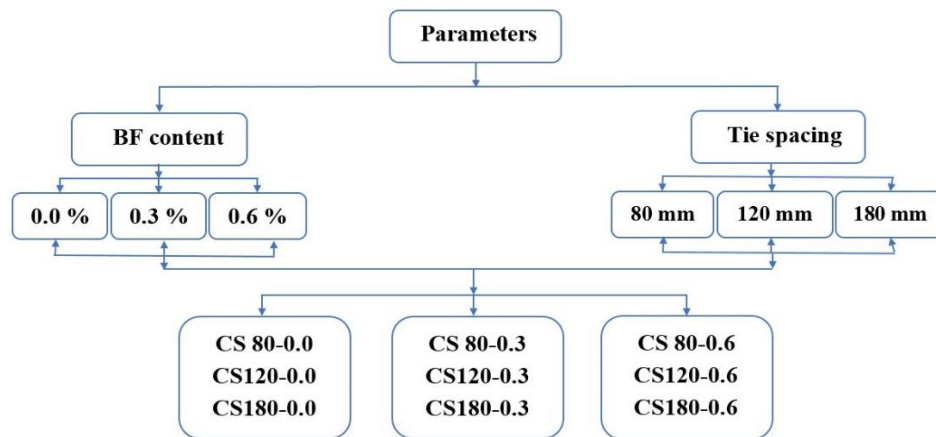 Parameters
BF content
Tie spacing
0.0 %
0.3 %
0.6 %
80 mm
120 mm
180 mm
CS 80-0.0
CS120-0.0
CS180-0.0
CS 80-0.3
CS120-0.3
CS180-0.3
CS 80-0.6
CS120-0.6
CS180-0.6